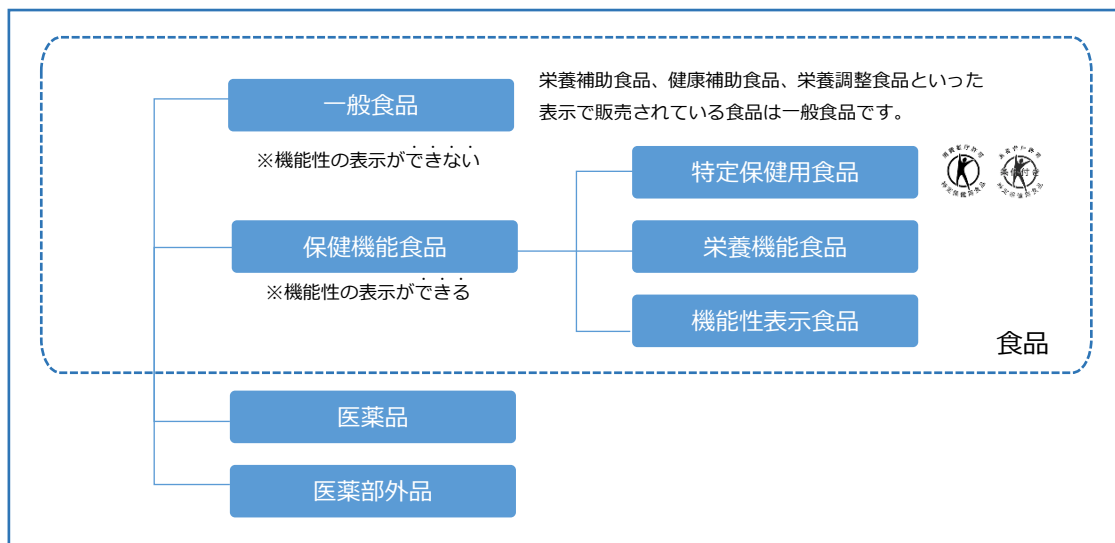 一般食品
栄養補助食品、健康補助食品、栄養調整食品といった
表示で販売されている食品は一般食品です。
※機能性の表示ができない
特定保健用食品
保健機能食品
※機能性の表示ができる
栄養機能食品
機能性表示食品
食品
医薬品
医薬部外品